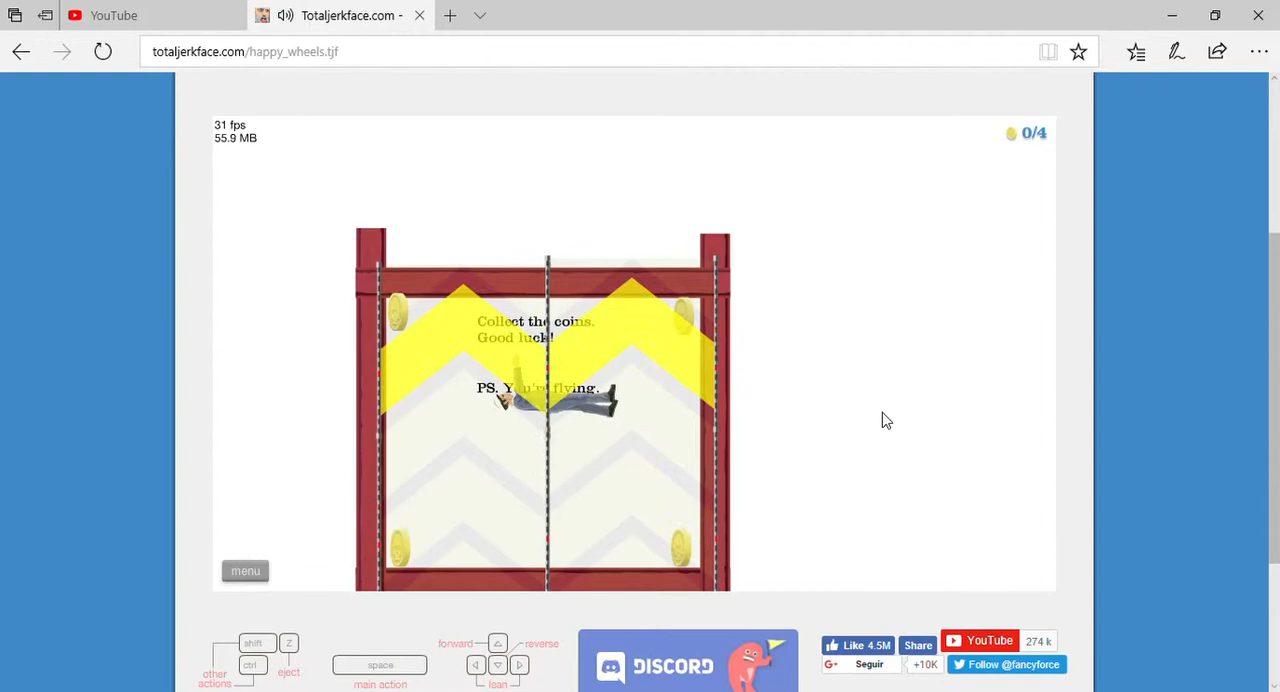 YouTube
Totaljerkface.com -
totaljerkface.com/happy_wheels.tjf
31 fps
55.9 MB
0/4
Collect the coins.
Good luck!
PS. You're flying.
menu
shift
Z
ctrl
other
actions
eject
space
main action
forward
reverse
lean
DISCORD
Like 4.5M
Share
YouTube
274 k
G+
Seguir
+10K
Follow @fancyforce